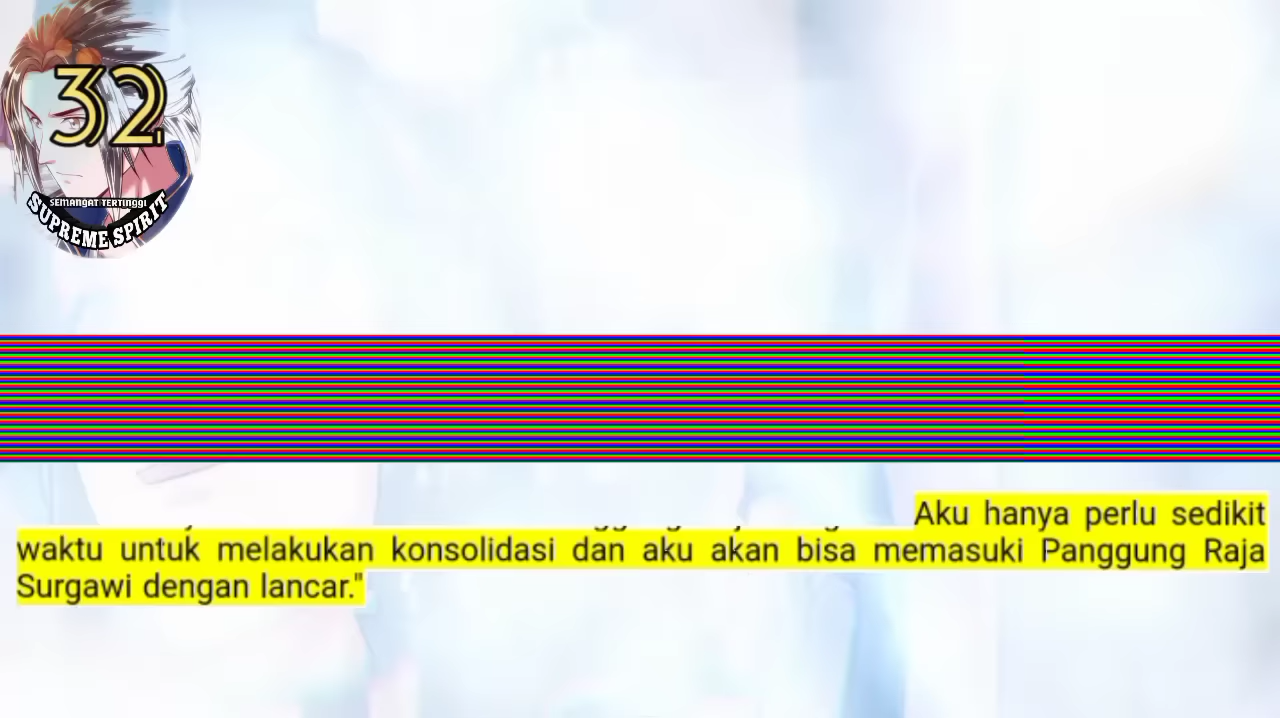 32
SEMANGAT TERTINGGI
SUPREME SPIRIT
Aku hanya perlu sedikit
waktu untuk melakukan konsolidasi dan aku akan bisa memasuki Panggung Raja
Surgawi dengan lancar."